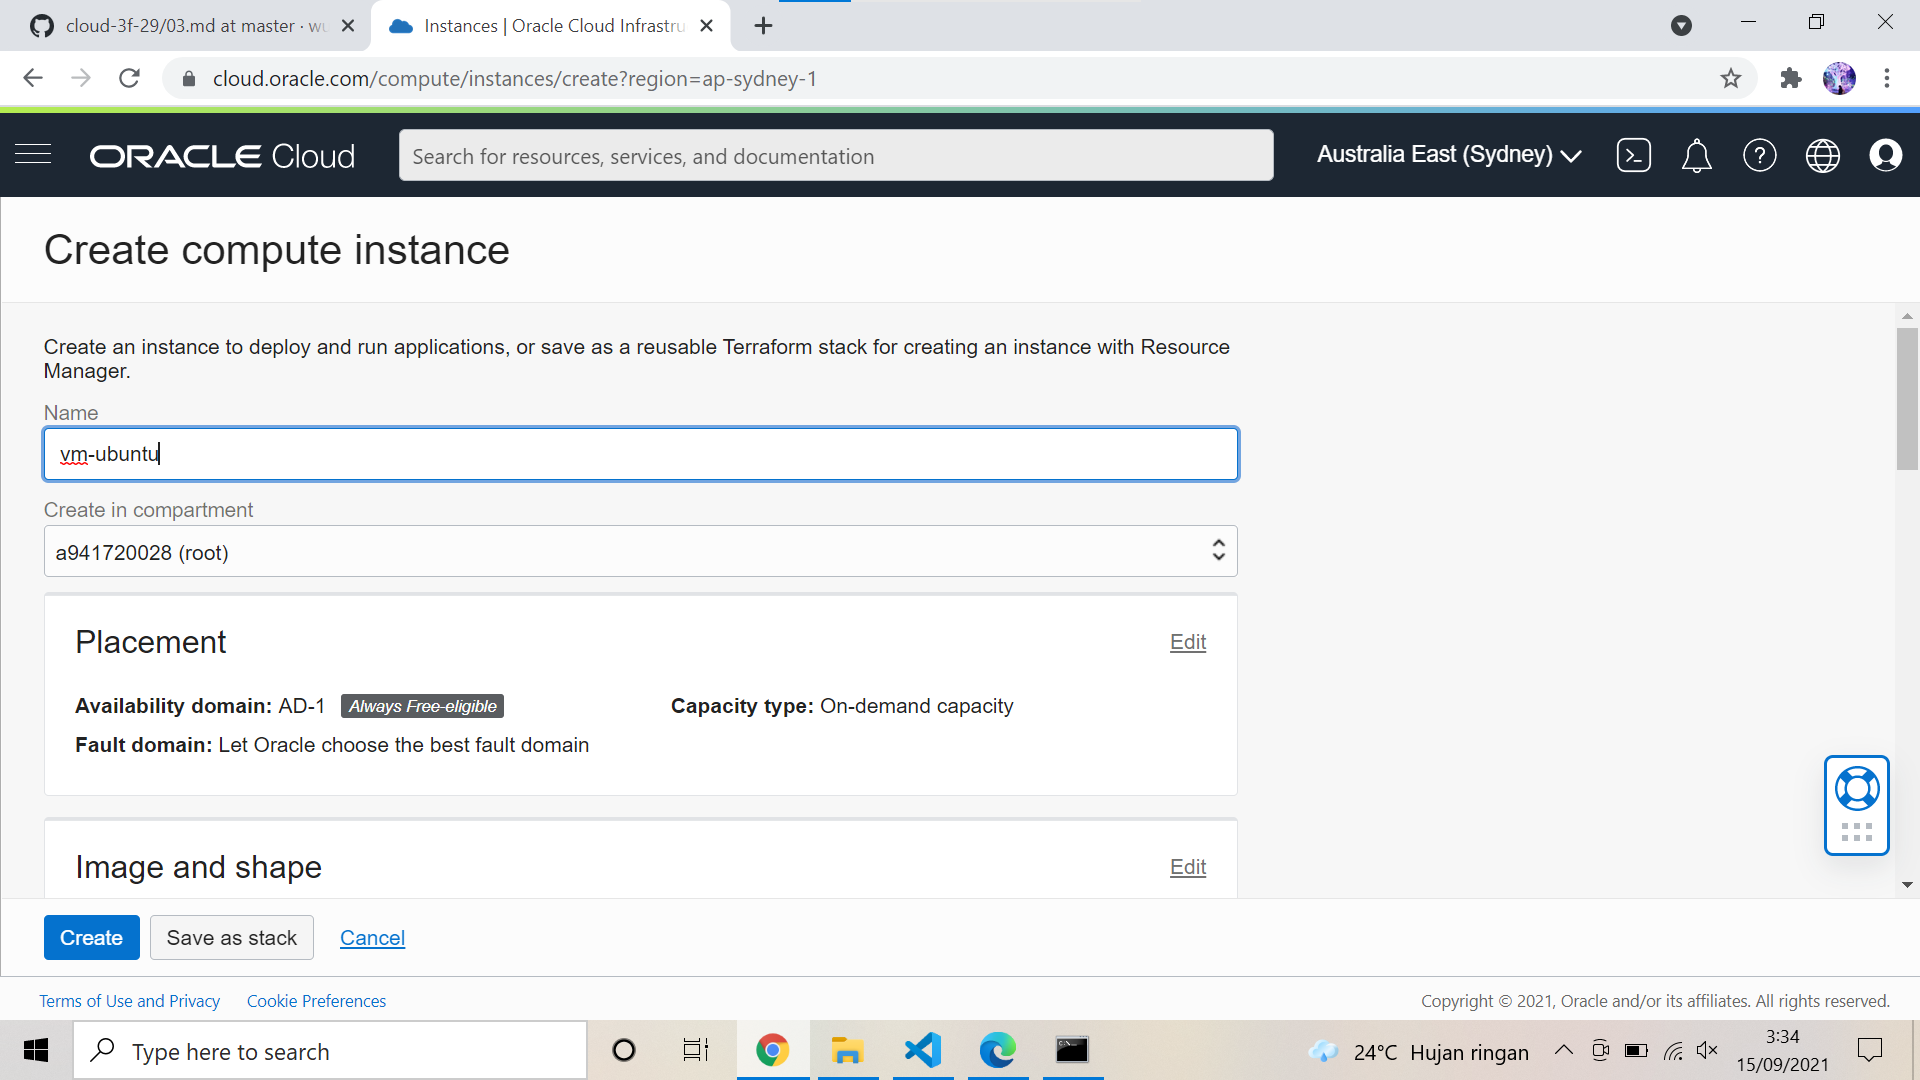 cloud-3f-29/03.md at master · wu
Instances | Oracle Cloud Infrastru
cloud.oracle.com/compute/instances/create?region=ap-sydney-1
ORACLE Cloud
Search for resources, services, and documentation
Australia East (Sydney)
Create compute instance
Create an instance to deploy and run applications, or save as a reusable Terraform stack for creating an instance with Resource
Manager.
Name
vm-ubuntu
Create in compartment
a941720028 (root)
Placement
Edit
Availability domain: AD-1 Always Free-eligible
Capacity type: On-demand capacity
Fault domain: Let Oracle choose the best fault domain
Image and shape
Edit
Create
Save as stack
Cancel
Terms of Use and Privacy
Cookie Preferences
Copyright © 2021, Oracle and/or its affiliates. All rights reserved.
Type here to search
24°C Hujan ringan
3:34
15/09/2021